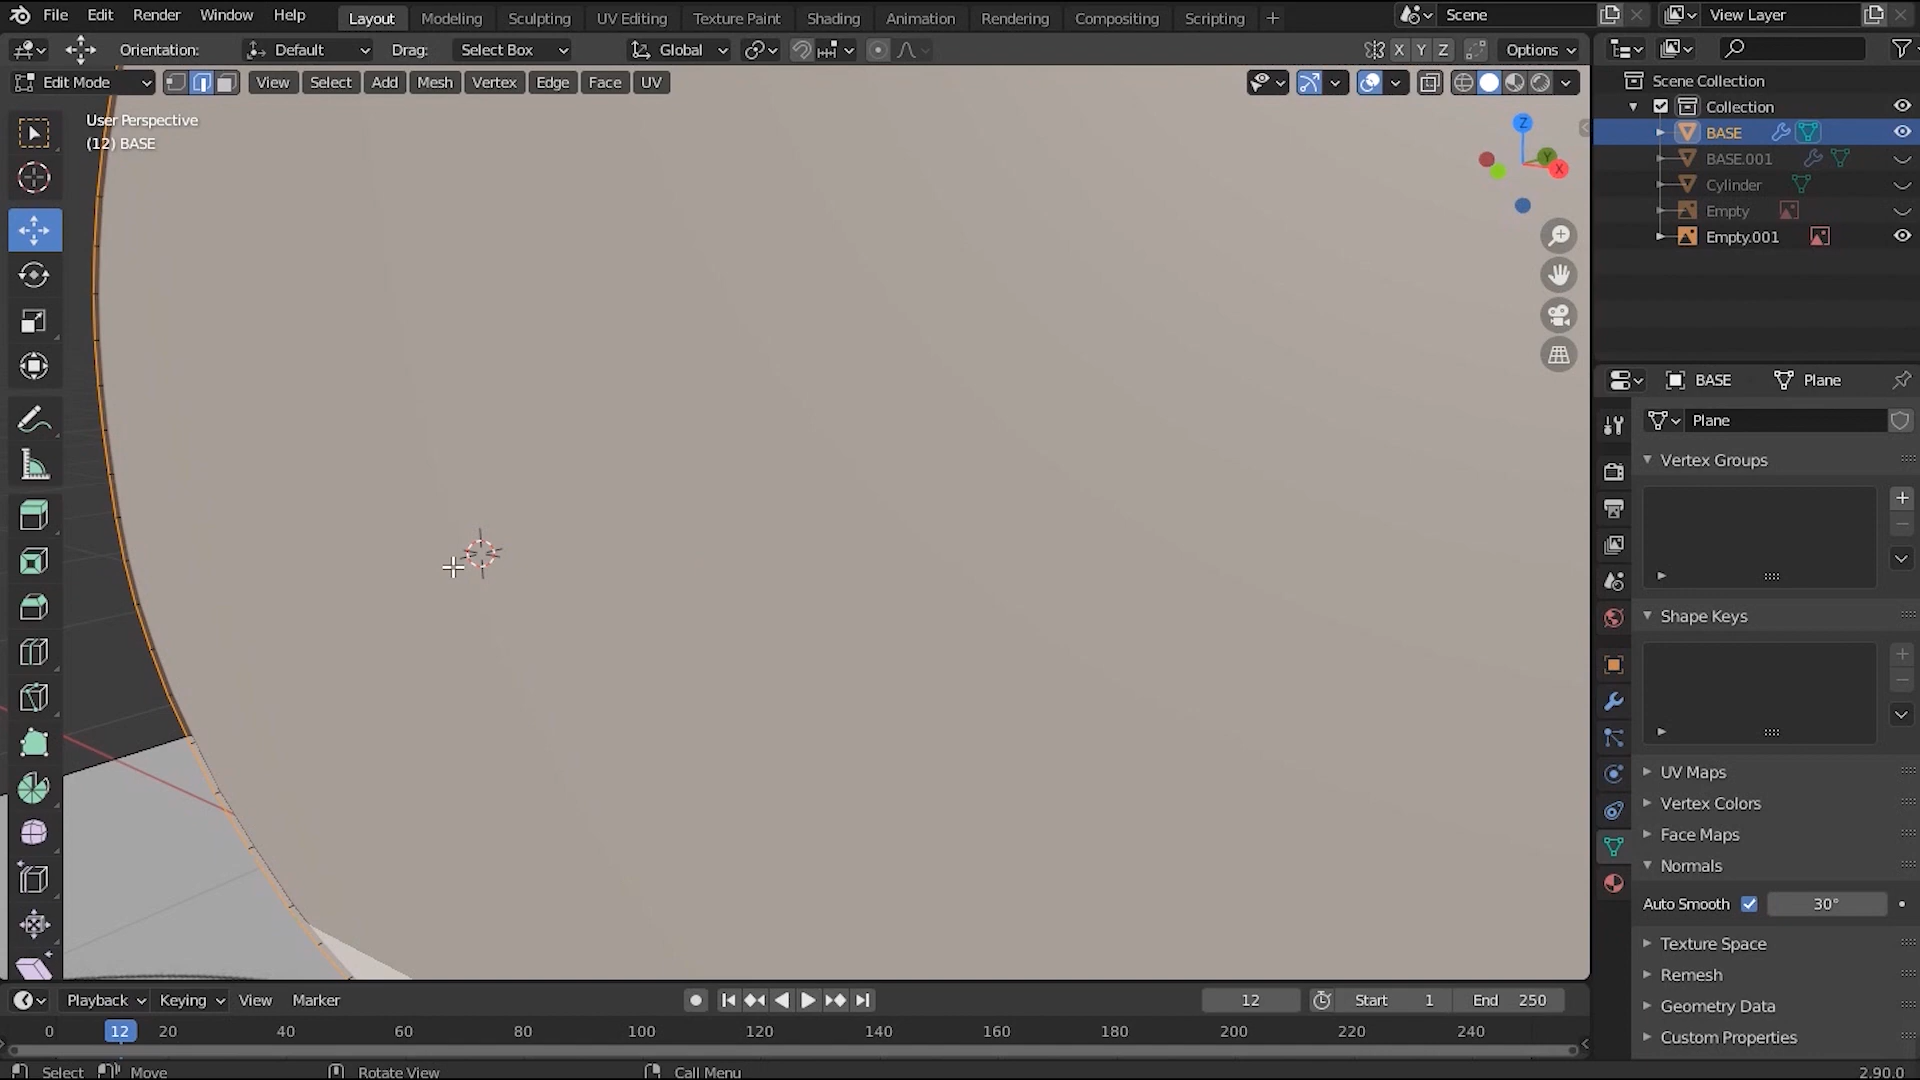 File Edit Render Window Help Layout Modeling Sculpting UV Editing Texture Paint Shading Animation Rendering Compositing Scripting + Scene View Layer
Orientation: Default Drag: Select Box Global X Y Z Options
Edit Mode View Select Add Mesh Vertex Edge Face UV
User Perspective
(12) BASE
Z
Y
X
Scene Collection
Collection
BASE
BASE.001
Cylinder
Empty
Empty.001
BASE Plane
Plane
Vertex Groups
Shape Keys
UV Maps
Vertex Colors
Face Maps
Normals
Auto Smooth 30°
Texture Space
Remesh
Geometry Data
Custom Properties
Playback Keying View Marker 12 Start 1 End 250
0 12 20 40 60 80 100 120 140 160 180 200 220 240
Select Move Rotate View Call Menu 2.90.0